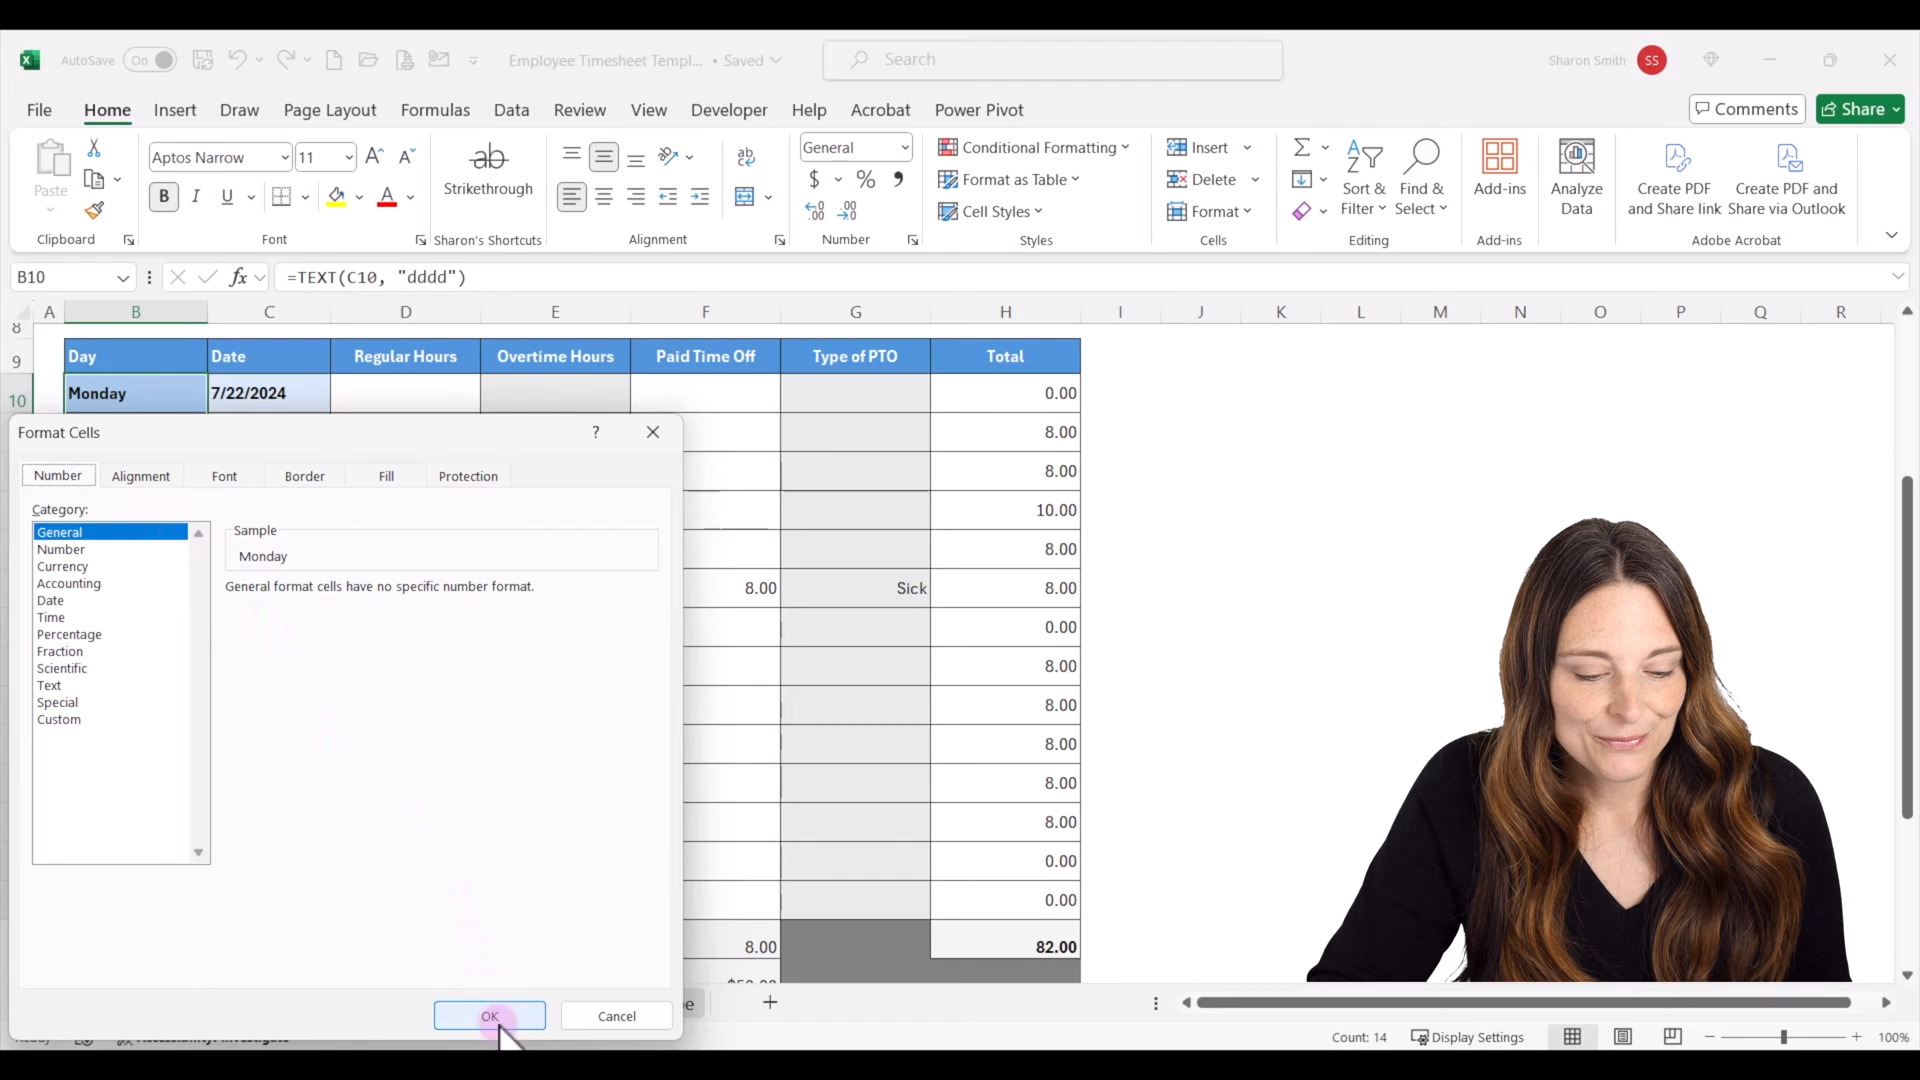 AutoSave On Employee Timesheet Templ... • Saved Search Sharon Smith SS
File Home Insert Draw Page Layout Formulas Data Review View Developer Help Acrobat Power Pivot Comments Share
Paste
Clipboard
Aptos Narrow 11
B I U A
Font
ab
Strikethrough
Sharon's Shortcuts
ab
Alignment
General
$ % 9
.00 .00
Number
Conditional Formatting
Format as Table
Cell Styles
Styles
Insert
Delete
Format
Cells
Sort &
Filter
Find &
Select
Editing
Add-ins
Add-ins
Analyze
Data
Create PDF
and Share link
Create PDF and
Share via Outlook
Adobe Acrobat
B10 fx =TEXT(C10, "dddd")
A B C D E F G H I J K L M N O P Q R
8
9 Day Date Regular Hours Overtime Hours Paid Time Off Type of PTO Total
10 Monday 7/22/2024 0.00
8.00
8.00
10.00
8.00
8.00 Sick 8.00
0.00
8.00
8.00
8.00
8.00
8.00
0.00
0.00
8.00 82.00
Format Cells ?
Number Alignment Font Border Fill Protection
Category:
General
Number
Currency
Accounting
Date
Time
Percentage
Fraction
Scientific
Text
Special
Custom
Sample
Monday
General format cells have no specific number format.
OK Cancel
Count: 14 Display Settings 100%